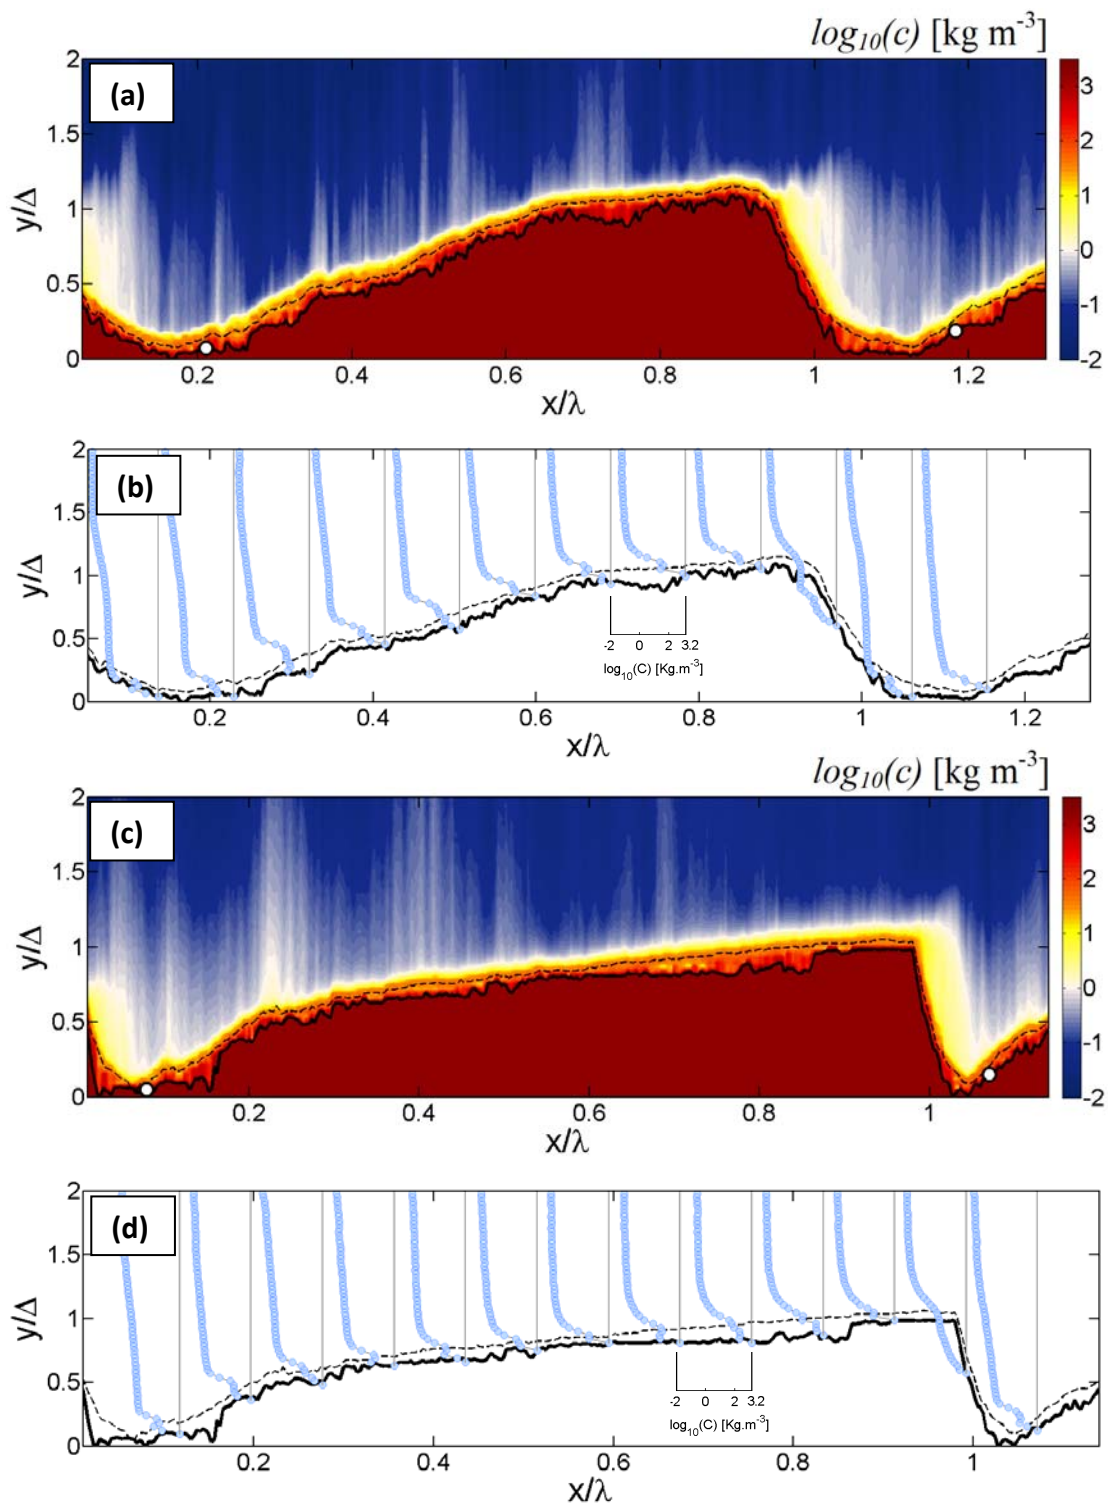 log10(c) [kg m-3]
(a)
y/Δ
2
1.5
1
0.5
0
3
2
1
0
-1
-2
0.2 0.4 0.6 0.8 1 1.2
x/λ
(b)
y/Δ
2
1.5
1
0.5
0
-2 0 2 3.2
log10(C) [Kg.m-3]
0.2 0.4 0.6 0.8 1 1.2
x/λ
log10(c) [kg m-3]
(c)
y/Δ
2
1.5
1
0.5
0
3
2
1
0
-1
-2
0.2 0.4 0.6 0.8 1
x/λ
(d)
y/Δ
2
1.5
1
0.5
0
-2 0 2 3.2
log10(C) [Kg.m-3]
0.2 0.4 0.6 0.8 1
x/λ